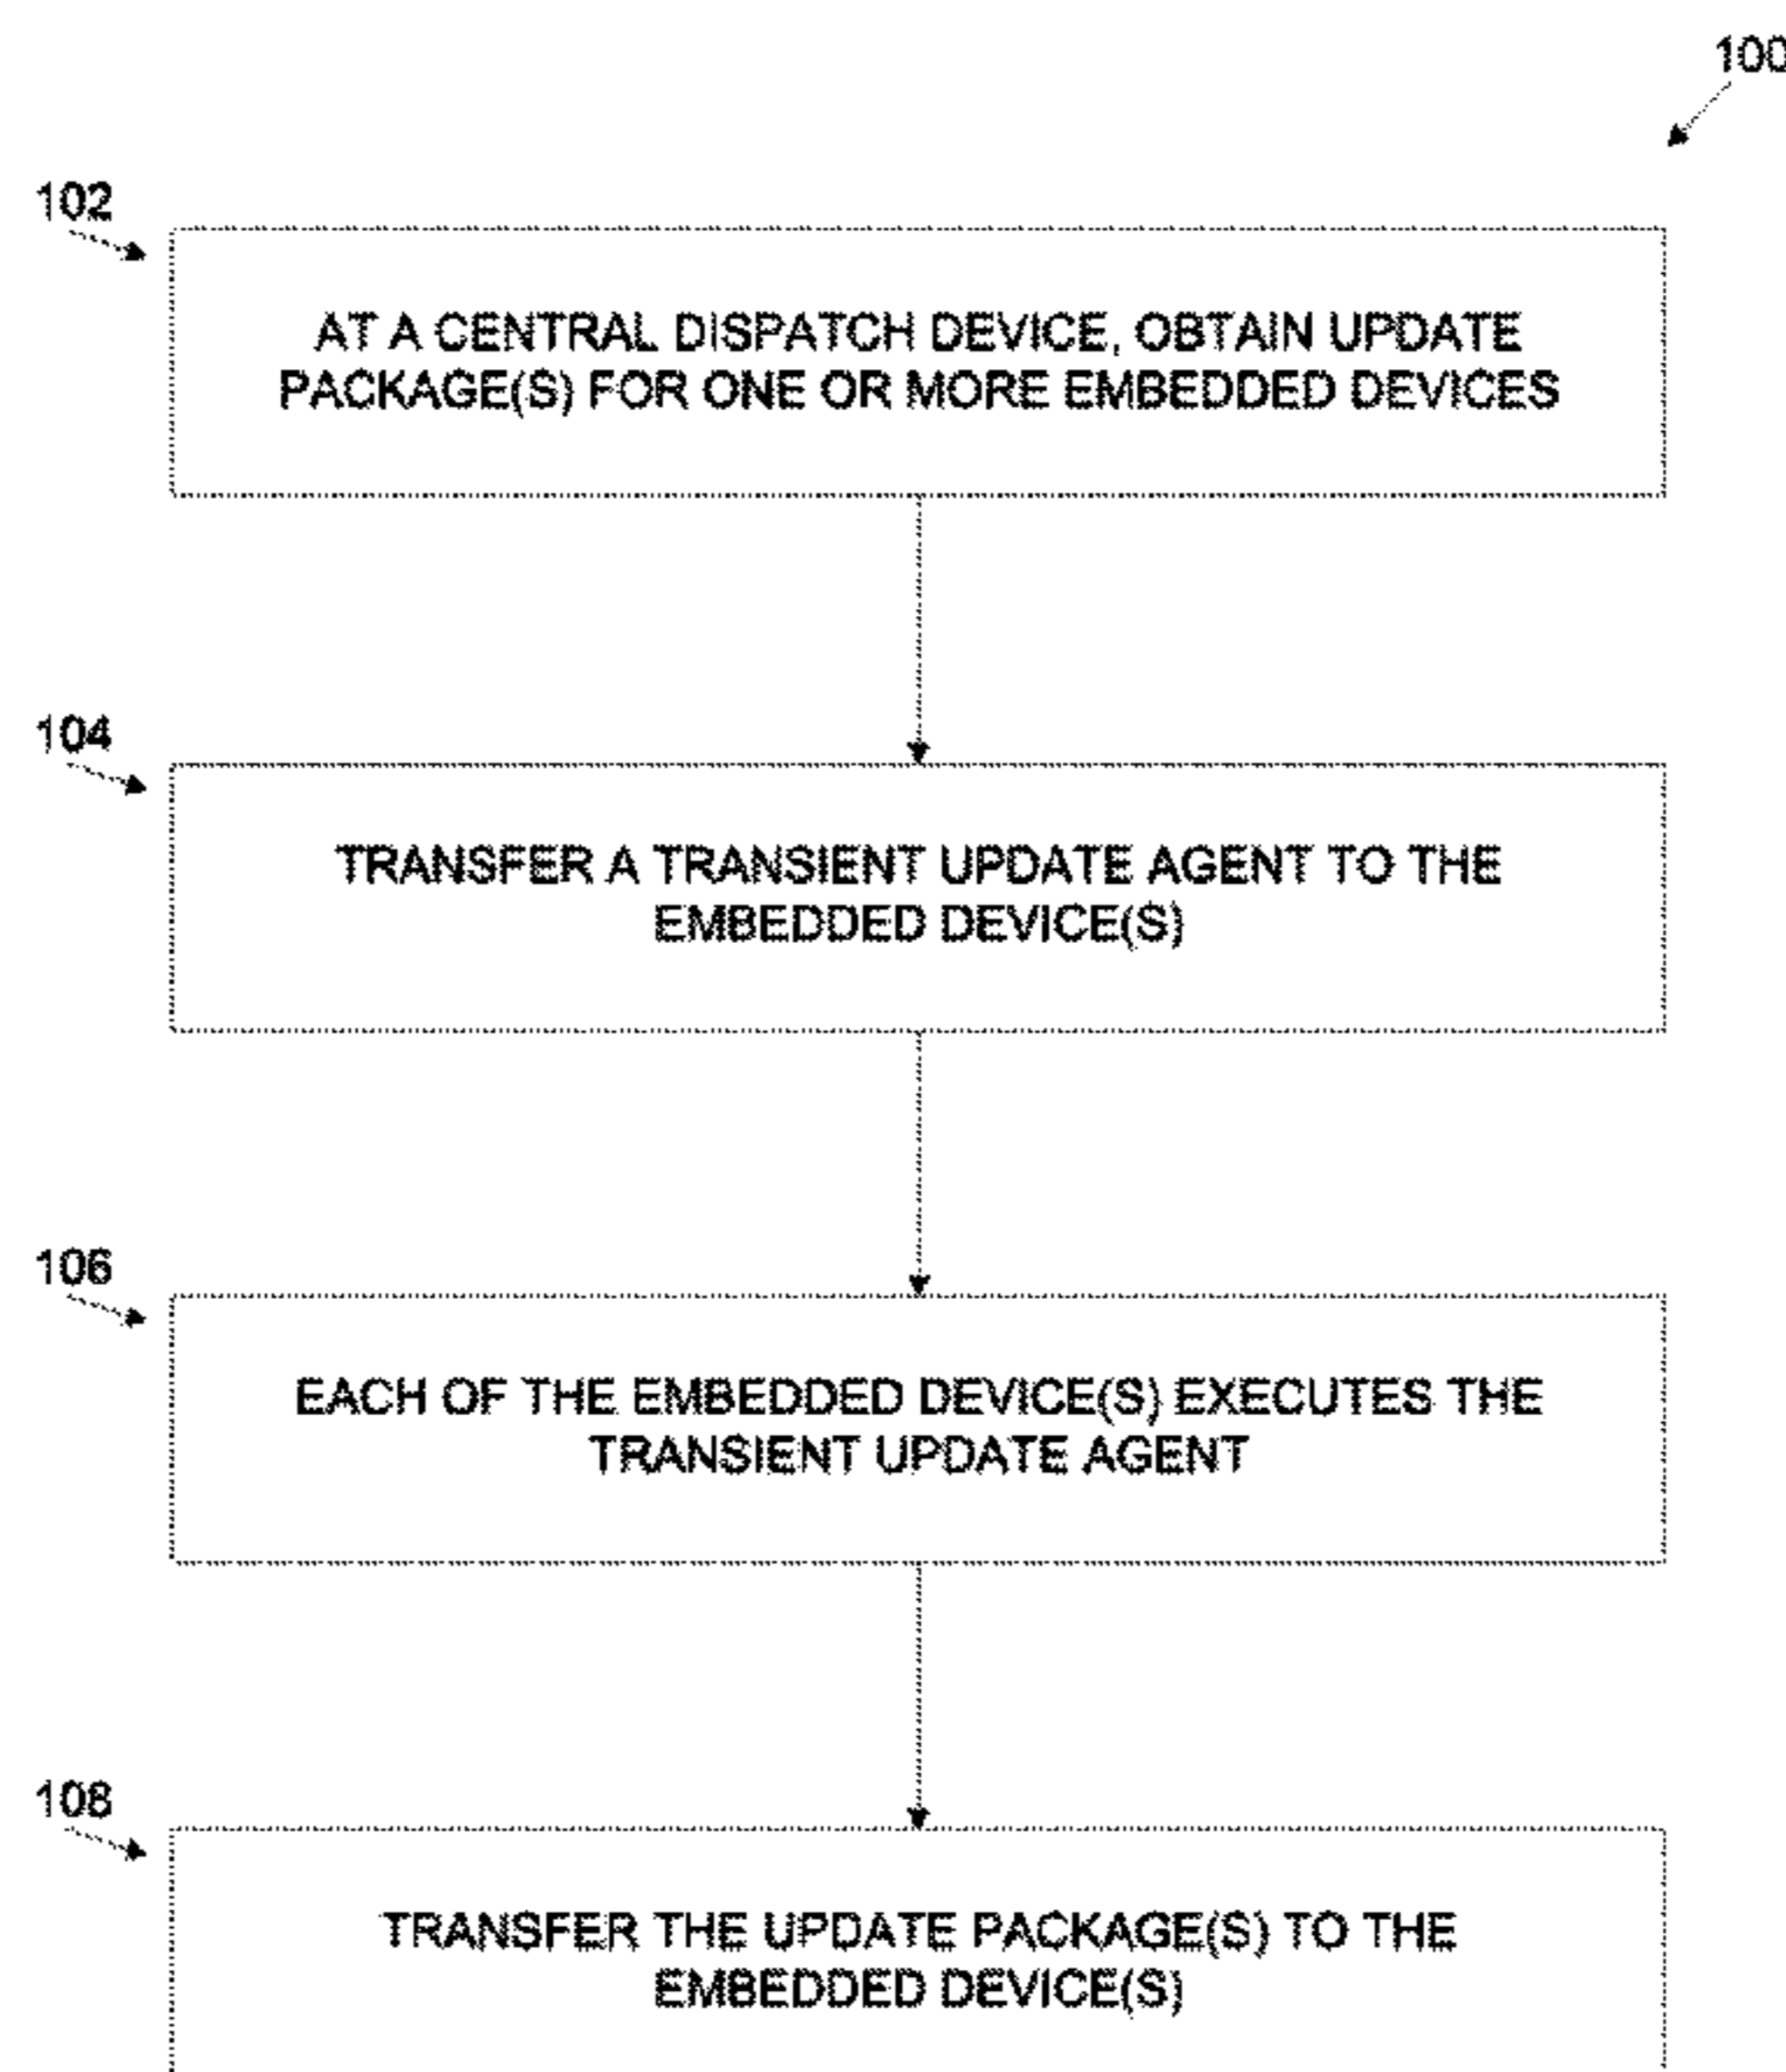 100
102
AT A CENTRAL DISPATCH DEVICE, OBTAIN UPDATE
PACKAGE(S) FOR ONE OR MORE EMBEDDED DEVICES
104
TRANSFER A TRANSIENT UPDATE AGENT TO THE
EMBEDDED DEVICE(S)
106
EACH OF THE EMBEDDED DEVICE(S) EXECUTES THE
TRANSIENT UPDATE AGENT
108
TRANSFER THE UPDATE PACKAGE(S) TO THE
EMBEDDED DEVICE(S)